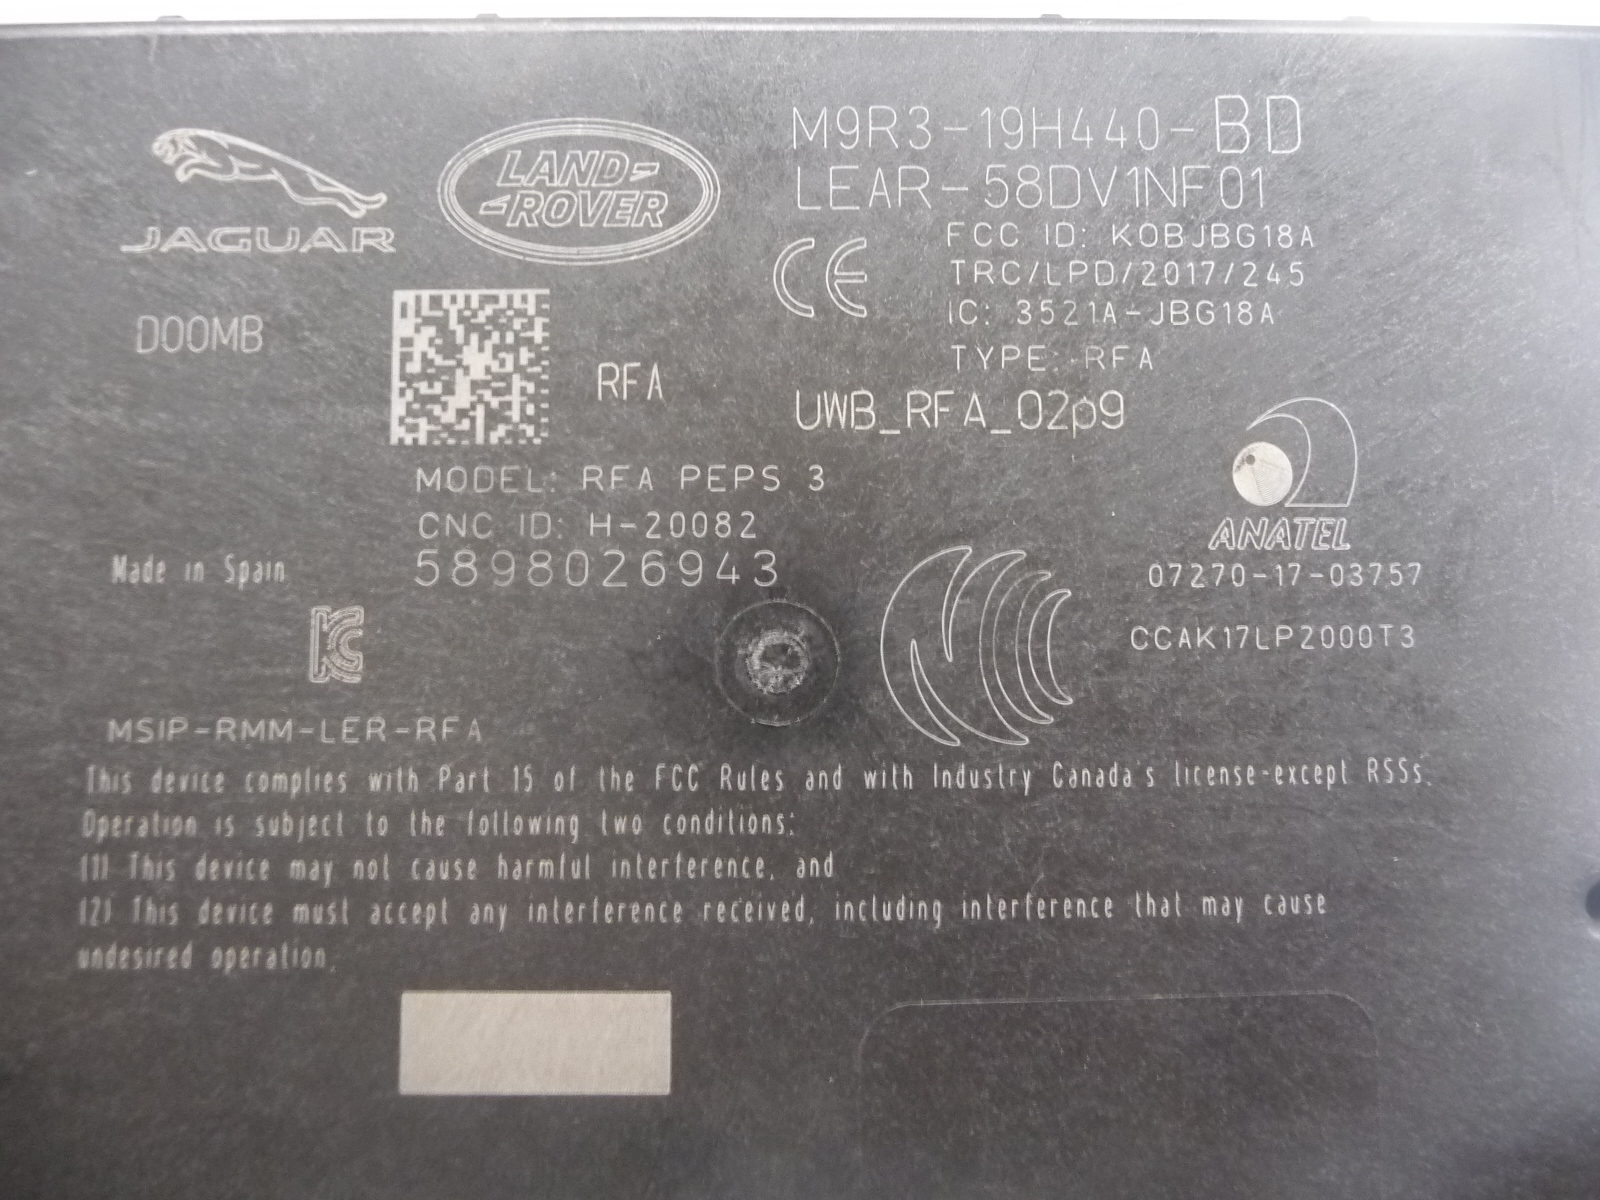 M9R3-19H440-BD
LEAR-58DV1NF01
JAGUAR
LAND-
-ROVER
CE
FCC ID: KOBJBG18A
TRC/LPD/2017/245
IC: 3521A-JBG18A
TYPE: RFA
D00MB
RFA
UWB_RFA_02p9
MODEL: RFA PEPS 3
CNC ID: H-20082
5898026943
Made in Spain
ANATEL
07270-17-03757
CCAK17LP2000T3
KC
MSIP-RMM-LER-RFA
This device complies with Part 15 of the FCC Rules and with Industry Canada's license-except RSSs.
Operation is subject to the following two conditions:
(1) This device may not cause harmful interference, and
(2) This device must accept any interference received, including interference that may cause
undesired operation.